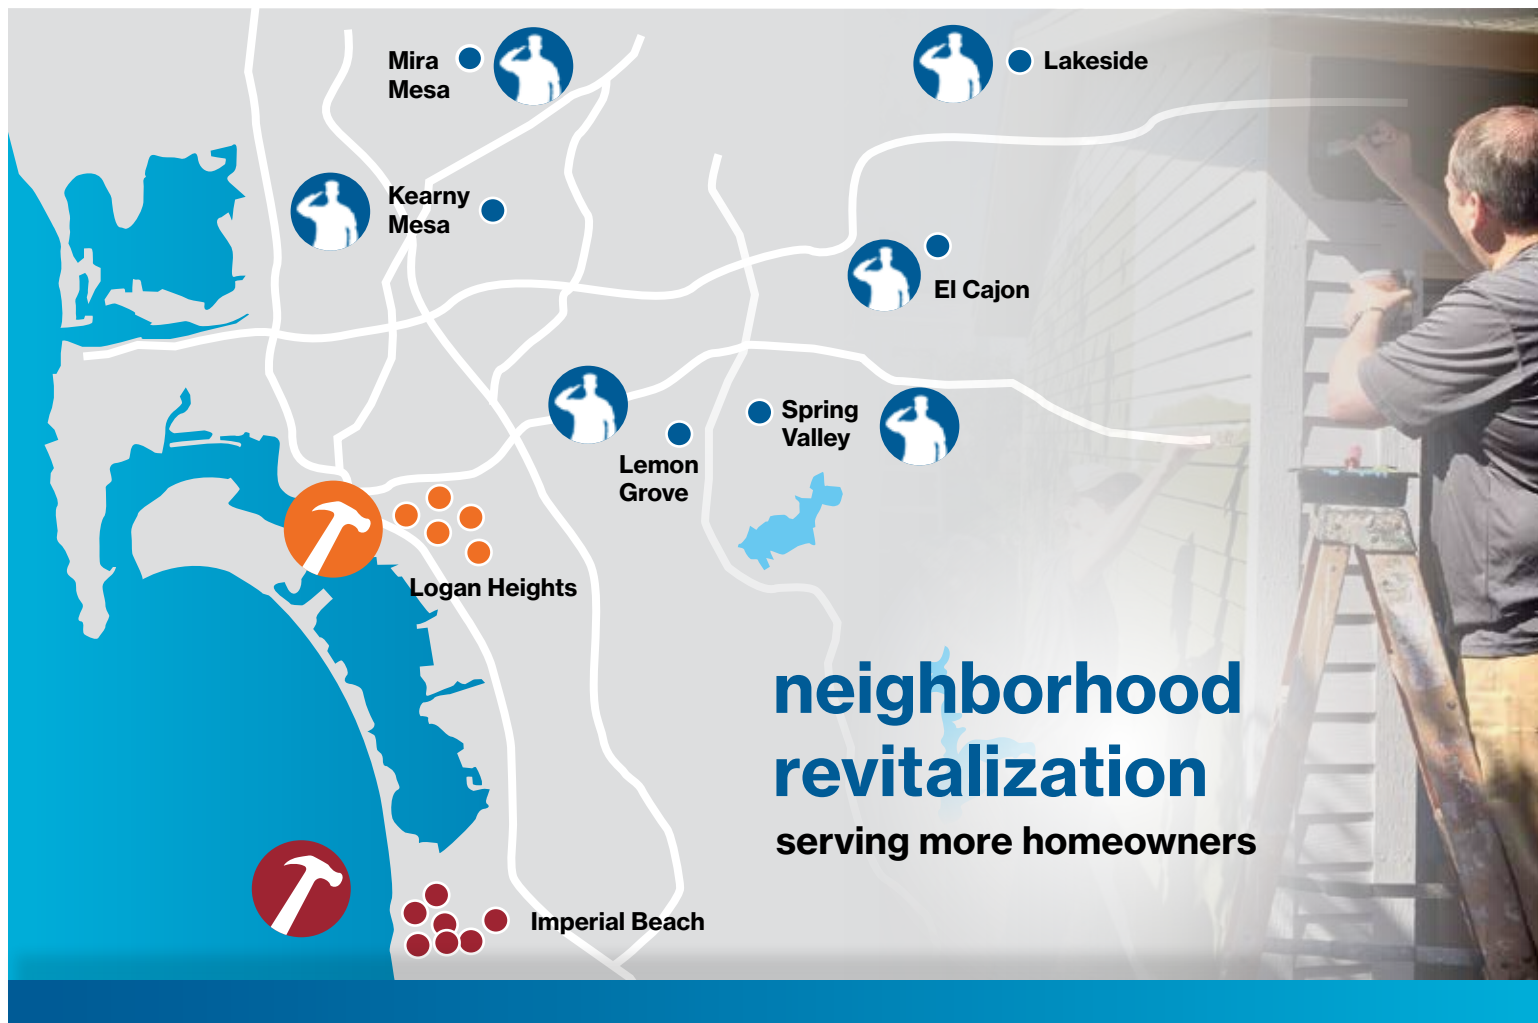 Mira
Mesa
Lakeside
Kearny
Mesa
El Cajon
Spring
Valley
Lemon
Grove
Logan Heights
neighborhood
revitalization
serving more homeowners
Imperial Beach